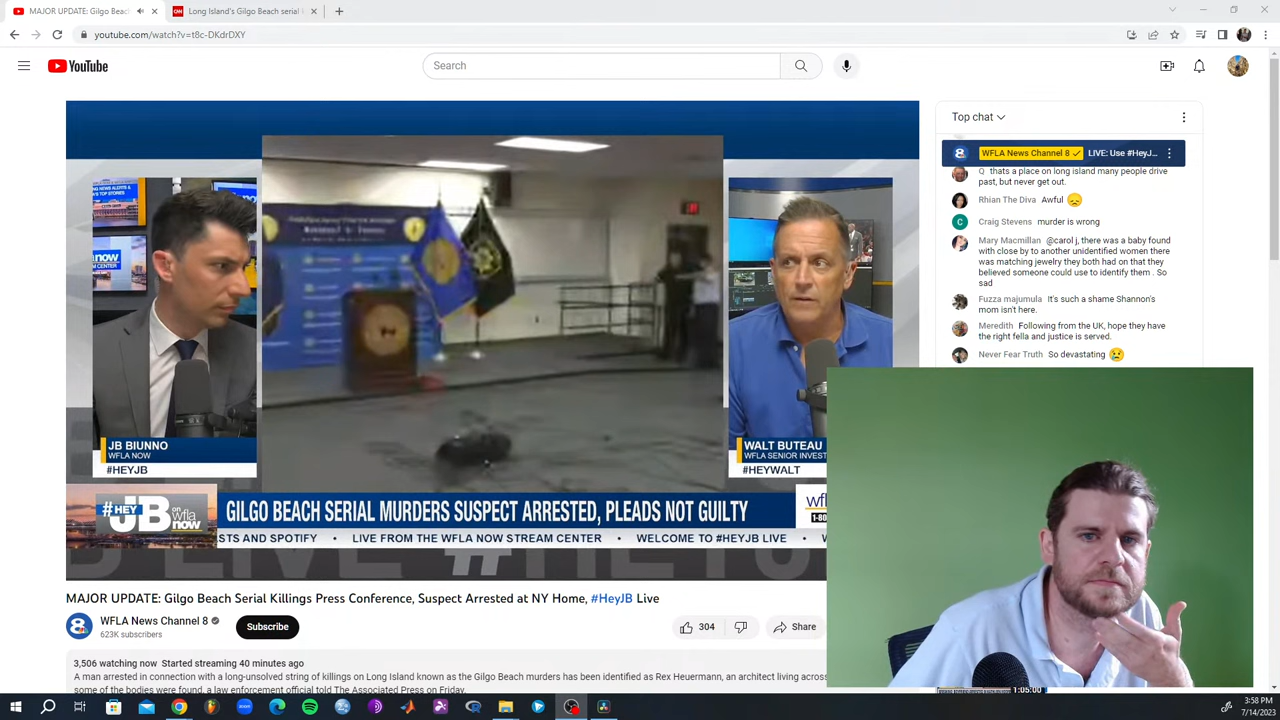 MAJOR UPDATE: Gilgo Beac
Long Island's Gilgo Beach serial k
youtube.com/watch?v=t8c-DKdrDXY
YouTube
Search
Top chat
WFLA News Channel 8
LIVE: Use #HeyJ...
thats a place on long island many people drive
past, but never get out.
Rhian The Diva Awful
Craig Stevens murder is wrong
Mary Macmillan @carol j, there was a baby found
with close by to another unidentified women there
was matching jewelry they both had on that they
believed someone could use to identify them . So
sad
Fuzza majumula It's such a shame Shannon's
mom isn't here.
Meredith Following from the UK, hope they have
the right fella and justice is served.
Never Fear Truth So devastating
JB BIUNNO
WFLA NOW
#HEYJB
WALT BUTEAU
WFLA SENIOR INVEST
#HEYWALT
#HEY JB ON wfla now
GILGO BEACH SERIAL MURDERS SUSPECT ARRESTED, PLEADS NOT GUILTY
wfl
1-80
STS AND SPOTIFY • LIVE FROM THE WFLA NOW STREAM CENTER • WELCOME TO #HEYJB LIVE •
MAJOR UPDATE: Gilgo Beach Serial Killings Press Conference, Suspect Arrested at NY Home, #HeyJB Live
WFLA News Channel 8
623K subscribers
Subscribe
304
Share
3,506 watching now Started streaming 40 minutes ago
A man arrested in connection with a long-unsolved string of killings on Long Island known as the Gilgo Beach murders has been identified as Rex Heuermann, an architect living across
some of the bodies were found, a law enforcement official told The Associated Press on Friday.
1:05:00
3:58 PM
7/14/2023